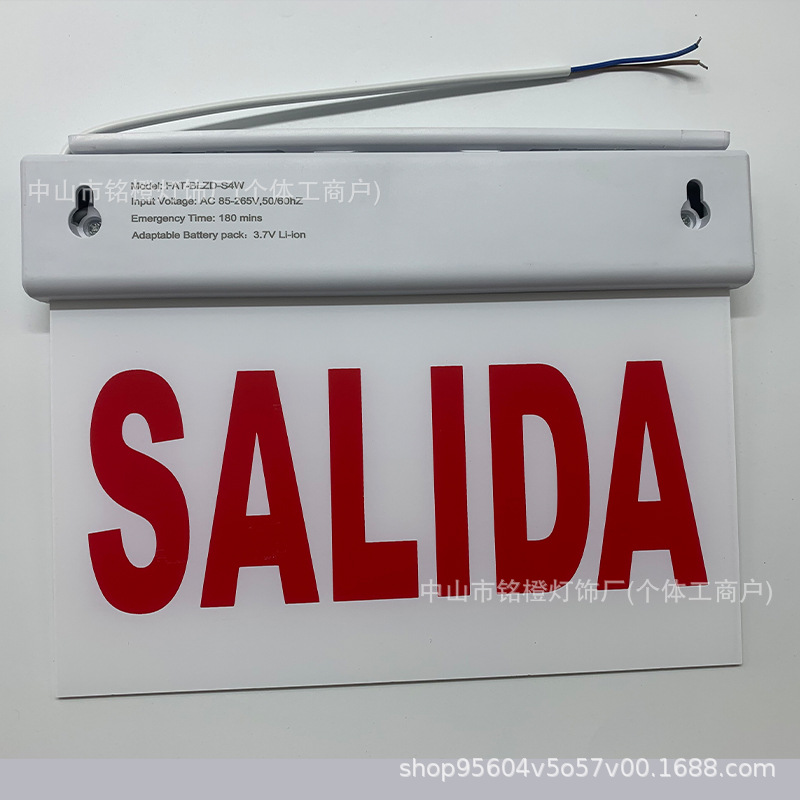 Model: FAT-BLZD-S4W
中山市铭橙灯饰厂(个体工商户)
Input Voltage: AC 85-265V,50/60hZ
Emergency Time: 180 mins
Adaptable Battery pack: 3.7V Li-ion
SALIDA
中山市铭橙灯饰厂(个体工商户)
shop95604v5o57v00.1688.com